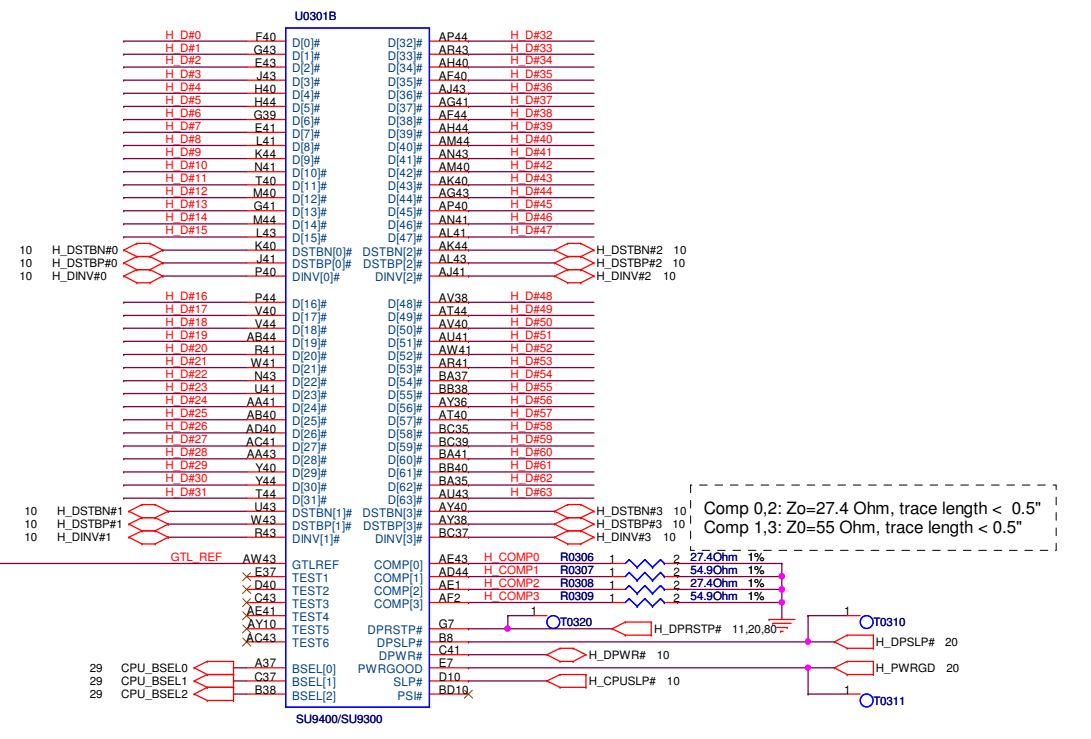 U0301B
H_D#0 F40 D[0]# D[32]# AP44 H_D#32
H_D#1 G43 D[1]# D[33]# AR43 H_D#33
H_D#2 E43 D[2]# D[34]# AH40 H_D#34
H_D#3 J43 D[3]# D[35]# AF40 H_D#35
H_D#4 H40 D[4]# D[36]# AJ43 H_D#36
H_D#5 H44 D[5]# D[37]# AG41 H_D#37
H_D#6 G39 D[6]# D[38]# AF44 H_D#38
H_D#7 E41 D[7]# D[39]# AH44 H_D#39
H_D#8 L41 D[8]# D[40]# AM44 H_D#40
H_D#9 K44 D[9]# D[41]# AN43 H_D#41
H_D#10 N41 D[10]# D[42]# AM40 H_D#42
H_D#11 T40 D[11]# D[43]# AK40 H_D#43
H_D#12 M40 D[12]# D[44]# AG43 H_D#44
H_D#13 G41 D[13]# D[45]# AP40 H_D#45
H_D#14 M44 D[14]# D[46]# AN41 H_D#46
H_D#15 L43 D[15]# D[47]# AL41 H_D#47
10 H_DSTBN#0 K40 DSTBN[0]# DSTBN[2]# AK44 H_DSTBN#2 10
10 H_DSTBP#0 J41 DSTBP[0]# DSTBP[2]# AL43 H_DSTBP#2 10
10 H_DINV#0 P40 DINV[0]# DINV[2]# AJ41 H_DINV#2 10
H_D#16 P44 D[16]# D[48]# AV38 H_D#48
H_D#17 V40 D[17]# D[49]# AT44 H_D#49
H_D#18 V44 D[18]# D[50]# AV40 H_D#50
H_D#19 AB44 D[19]# D[51]# AU41 H_D#51
H_D#20 R41 D[20]# D[52]# AW41 H_D#52
H_D#21 W41 D[21]# D[53]# AR41 H_D#53
H_D#22 N43 D[22]# D[54]# BA37 H_D#54
H_D#23 U41 D[23]# D[55]# BB38 H_D#55
H_D#24 AA41 D[24]# D[56]# AY36 H_D#56
H_D#25 AB40 D[25]# D[57]# AT40 H_D#57
H_D#26 AD40 D[26]# D[58]# BC35 H_D#58
H_D#27 AC41 D[27]# D[59]# BC39 H_D#59
H_D#28 AA43 D[28]# D[60]# BA41 H_D#60
H_D#29 Y40 D[29]# D[61]# BB40 H_D#61
H_D#30 Y44 D[30]# D[62]# BA35 H_D#62
H_D#31 T44 D[31]# D[63]# AU43 H_D#63
10 H_DSTBN#1 U43 DSTBN[1]# DSTBN[3]# AY40 H_DSTBN#3 10
10 H_DSTBP#1 W43 DSTBP[1]# DSTBP[3]# AY38 H_DSTBP#3 10
10 H_DINV#1 R43 DINV[1]# DINV[3]# BC37 H_DINV#3 10
Comp 0,2: Zo=27.4 Ohm, trace length < 0.5"
Comp 1,3: Z0=55 Ohm, trace length < 0.5"
GTL_REF AW43 GTLREF COMP[0] AE43 H_COMP0 R0306 1 2 27.4Ohm 1%
E37 TEST1 COMP[1] AD44 H_COMP1 R0307 1 2 54.9Ohm 1%
D40 TEST2 COMP[2] AE1 H_COMP2 R0308 1 2 27.4Ohm 1%
C43 TEST3 COMP[3] AF2 H_COMP3 R0309 1 2 54.9Ohm 1%
AE41 TEST4
AY10 TEST5 DPRSTP# G7 1 T0320 H_DPRSTP# 11,20,80 1 T0310
AC43 TEST6 DPSLP# B8 H_DPSLP# 20
DPWR# C41 H_DPWR# 10
29 CPU_BSEL0 A37 BSEL[0] PWRGOOD E7 H_PWRGD 20
29 CPU_BSEL1 C37 BSEL[1] SLP# D10 H_CPUSLP# 10
29 CPU_BSEL2 B38 BSEL[2] PSI# BD10 1 T0311
SU9400/SU9300